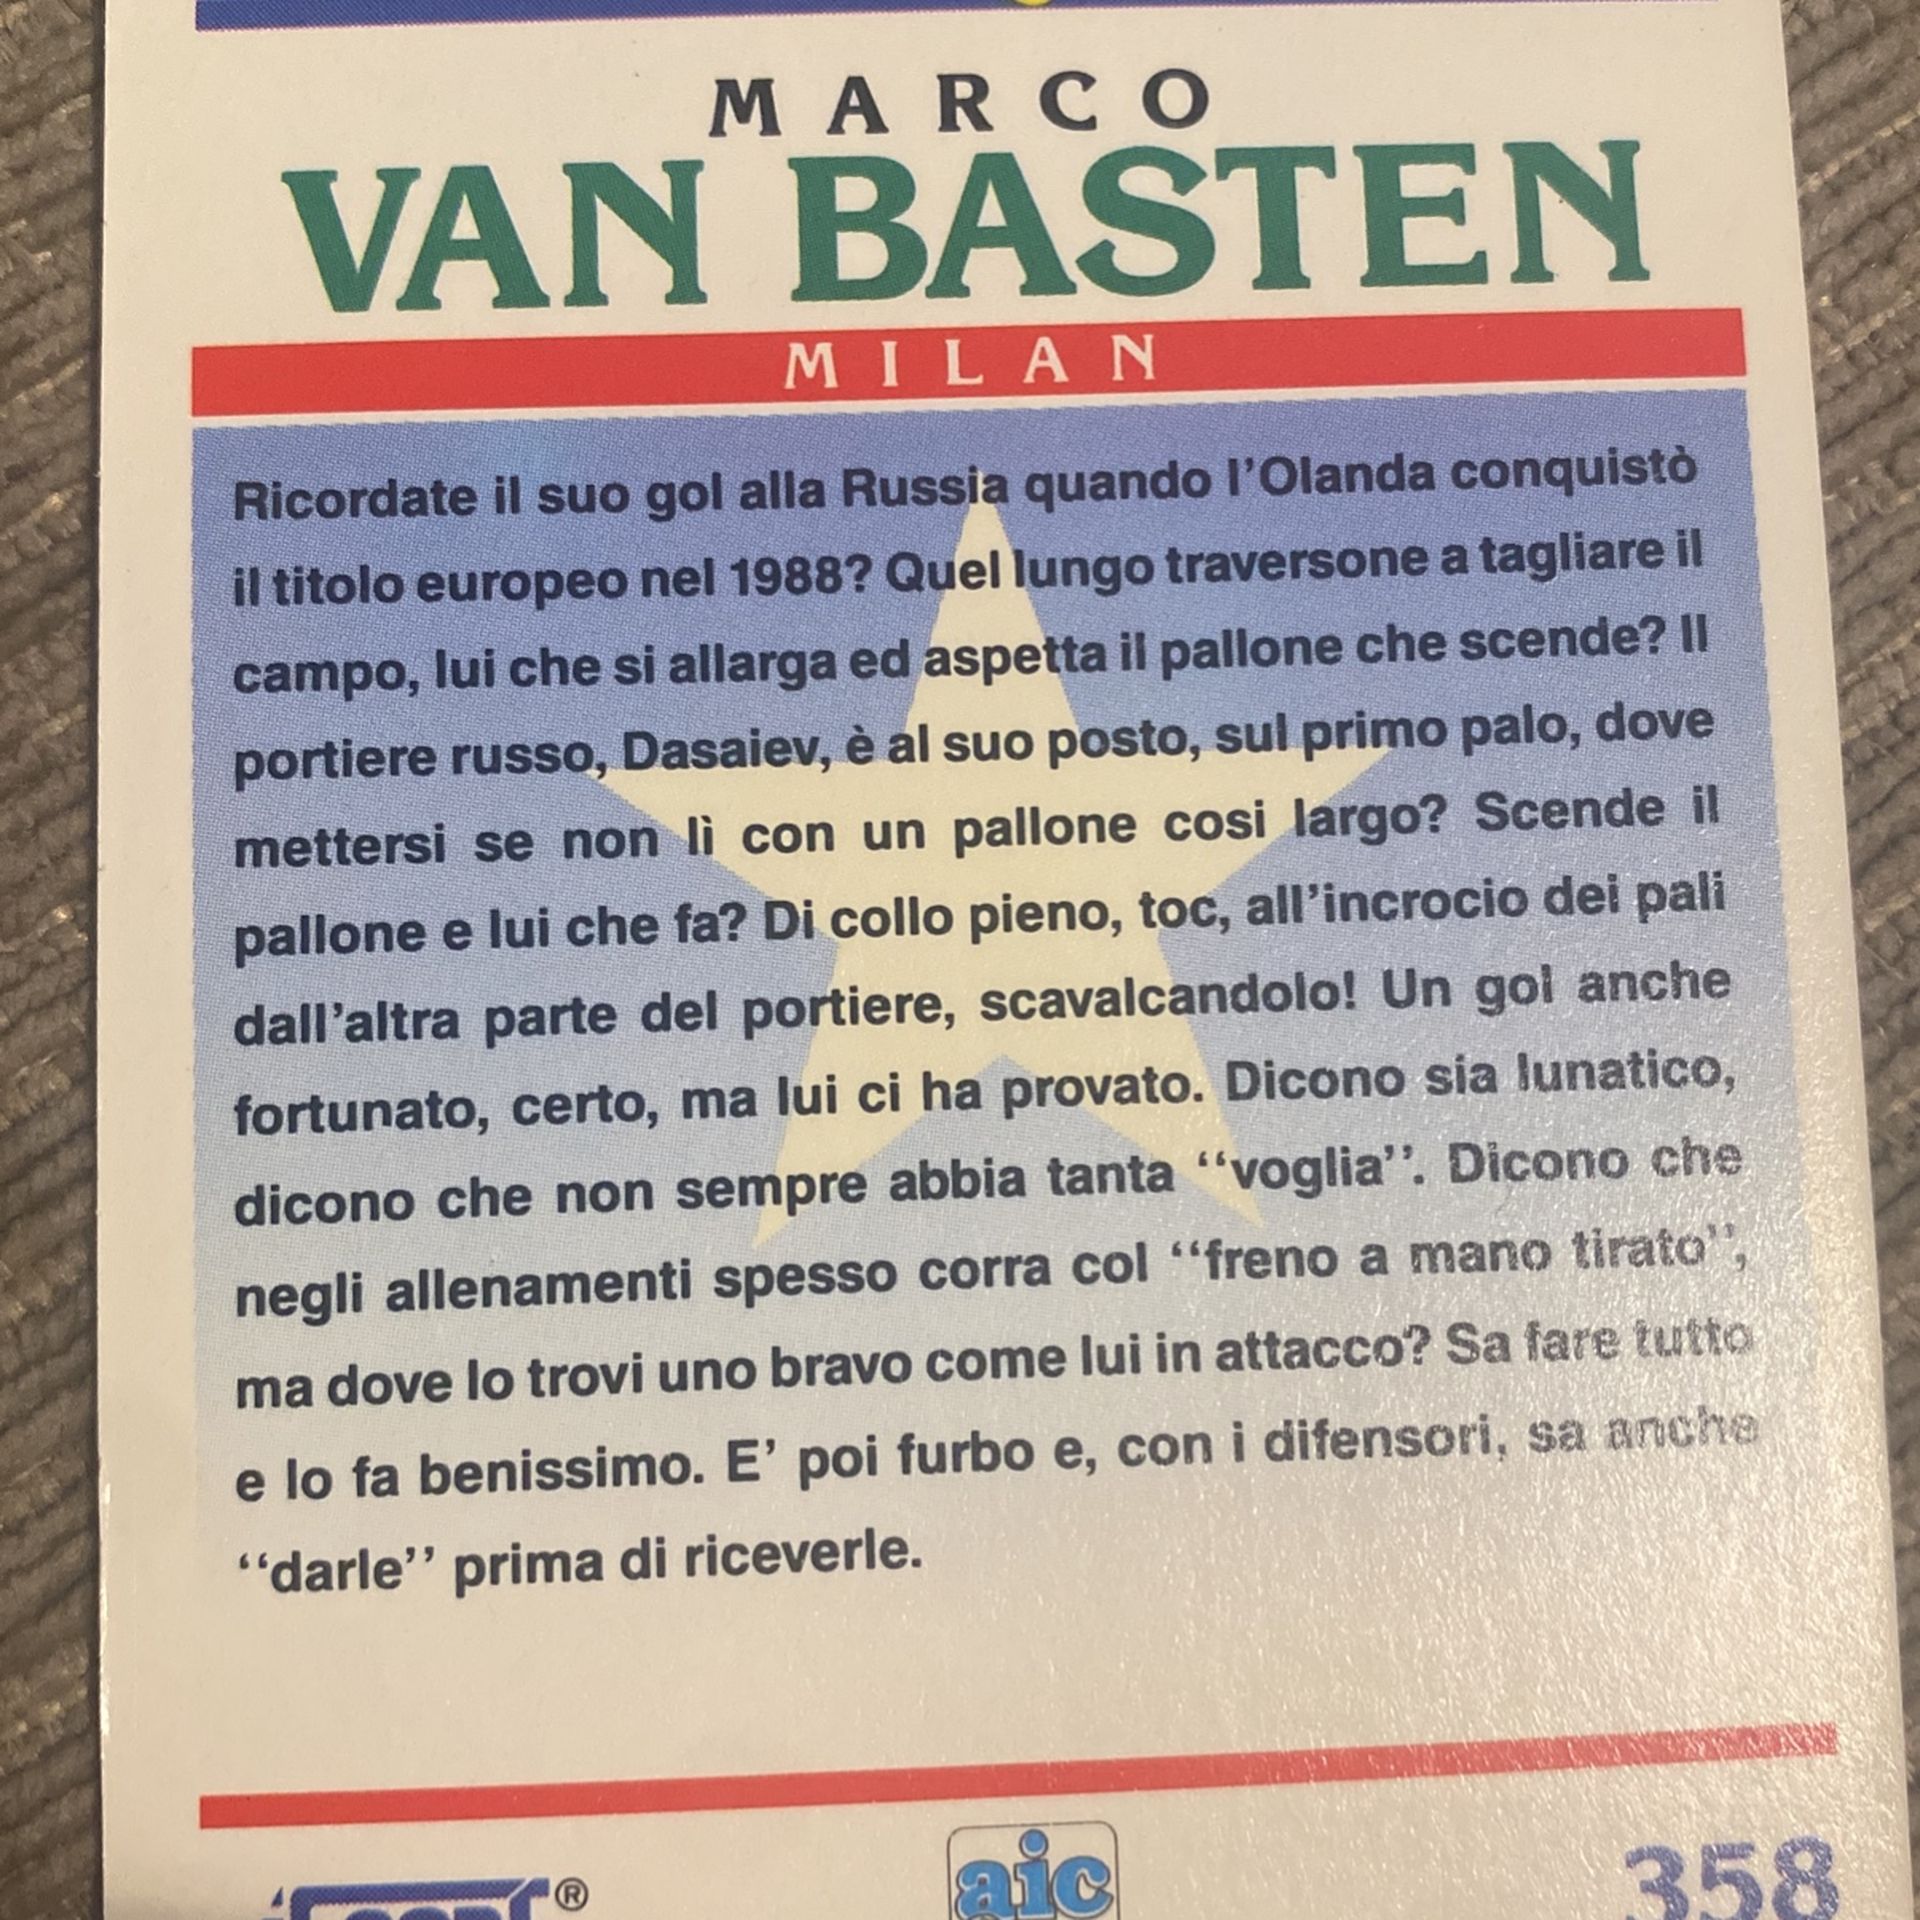 MARCO
VAN BASTEN
MILAN
Ricordate il suo gol alla Russia quando l'Olanda conquistò
il titolo europeo nel 1988? Quel lungo traversone a tagliare il
campo, lui che si allarga ed aspetta il pallone che scende? Il
portiere russo, Dasaiev, è al suo posto, sul primo palo, dove
mettersi se non lì con un pallone cosi largo? Scende il
pallone e lui che fa? Di collo pieno, toc, all'incrocio dei pali
dall'altra parte del portiere, scavalcandolo! Un gol anche
fortunato, certo, ma lui ci ha provato. Dicono sia lunatico,
dicono che non sempre abbia tanta ‘‘voglia’’. Dicono che
negli allenamenti spesso corra col ‘‘freno a mano tirato’’,
ma dove lo trovi uno bravo come lui in attacco? Sa fare tutto
e lo fa benissimo. E’ poi furbo e, con i difensori, sa anche
‘‘darle’’ prima di riceverle.
® aic 358